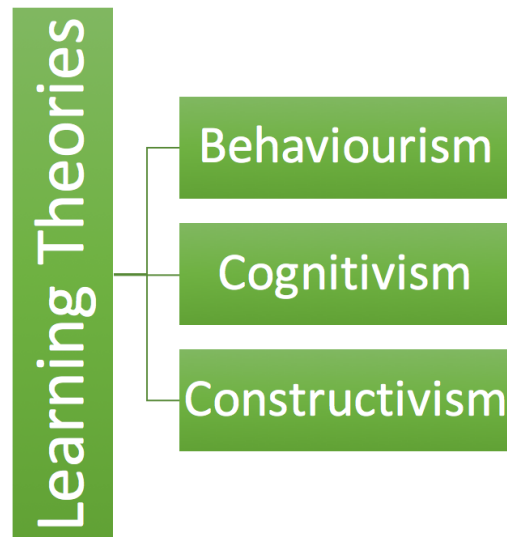 Learning Theories
Behaviourism
Cognitivism
Constructivism